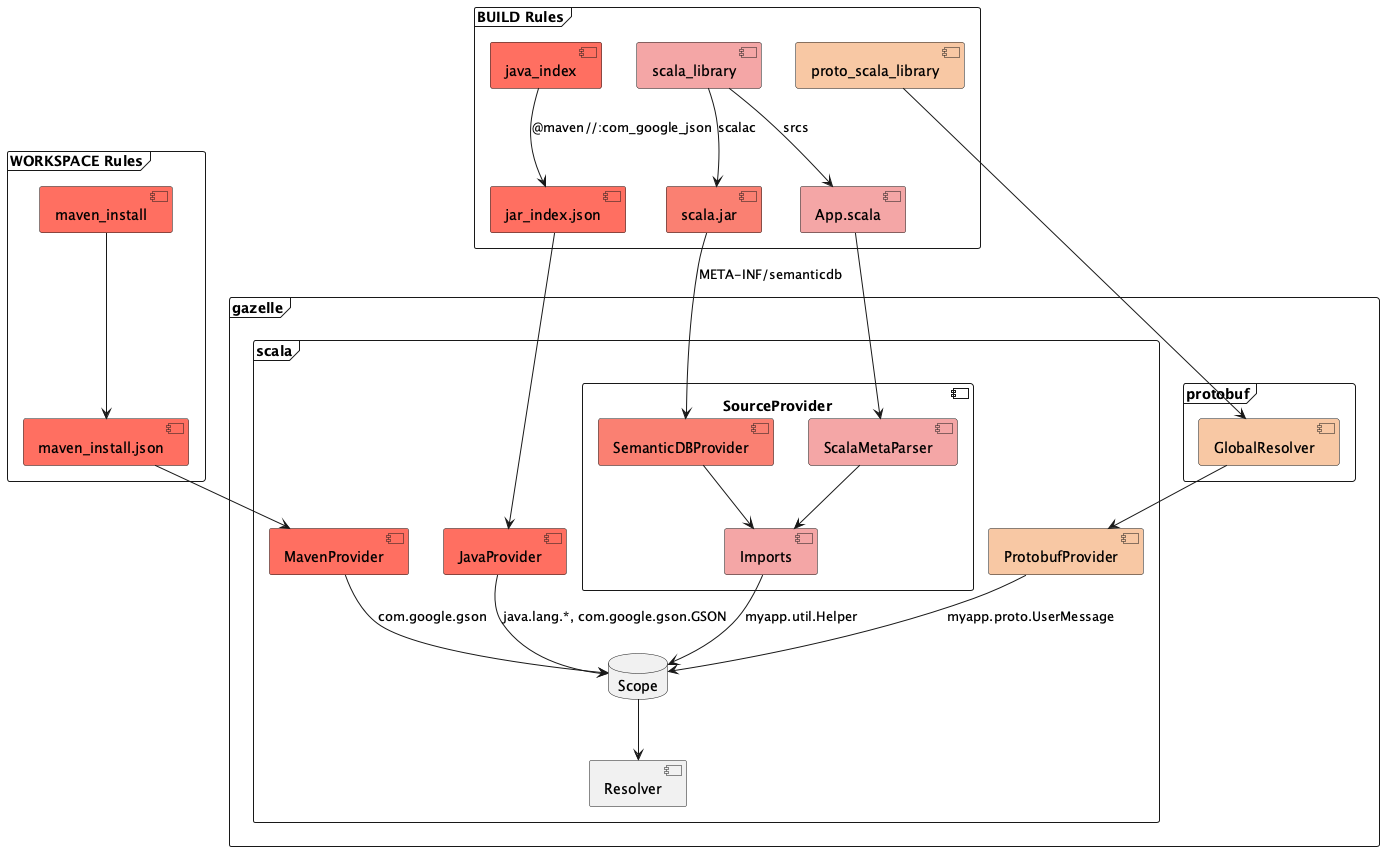 BUILD Rules
java_index
scala_library
proto_scala_library
@maven//:com_google_json
scalac
srcs
WORKSPACE Rules
maven_install
jar_index.json
scala.jar
App.scala
META-INF/semanticdb
gazelle
scala
protobuf
SourceProvider
maven_install.json
SemanticDBProvider
ScalaMetaParser
GlobalResolver
MavenProvider
JavaProvider
Imports
ProtobufProvider
com.google.gson
java.lang.*, com.google.gson.GSON
myapp.util.Helper
myapp.proto.UserMessage
Scope
Resolver